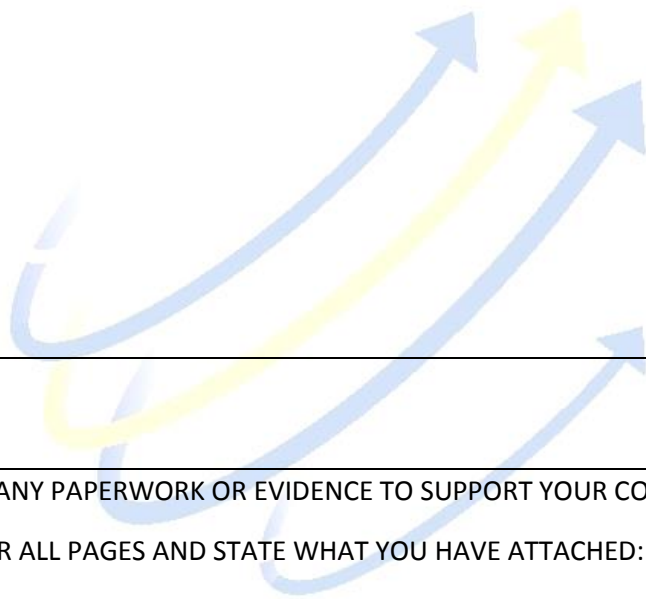 ANY PAPERWORK OR EVIDENCE TO SUPPORT YOUR CO
R ALL PAGES AND STATE WHAT YOU HAVE ATTACHED: